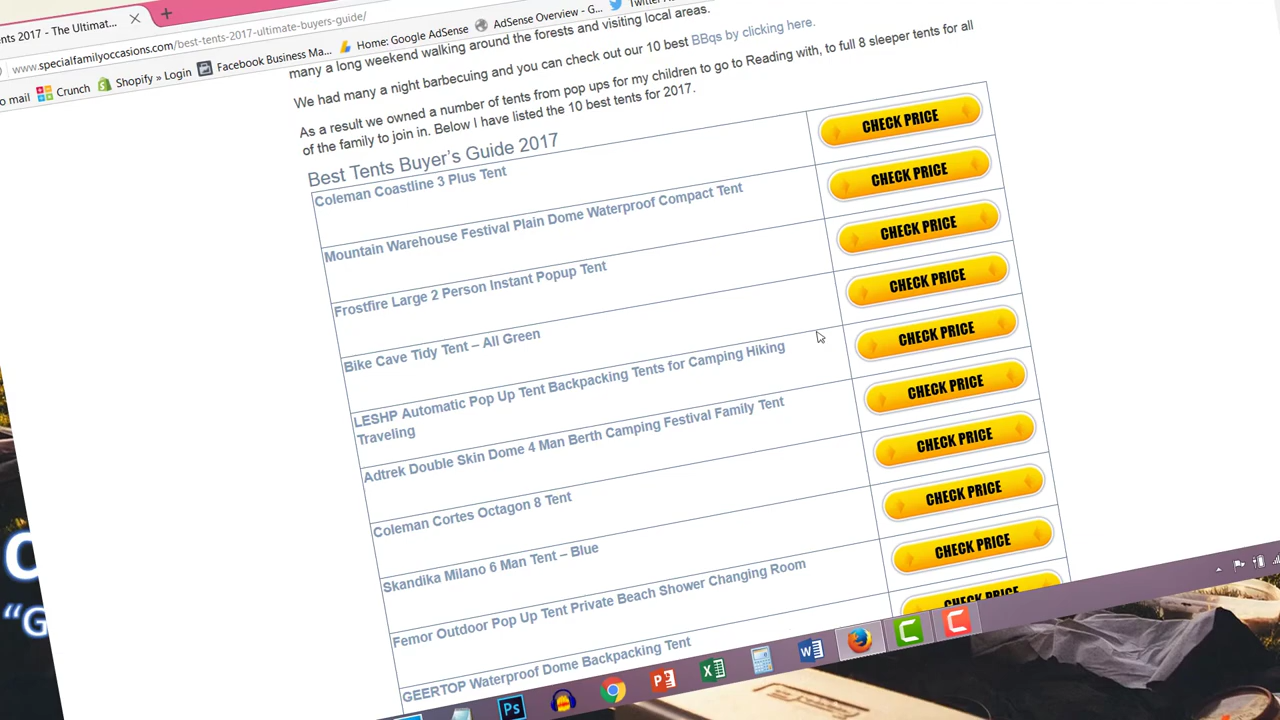 nts 2017 - The Ultimat...
www.specialfamilyoccasions.com/best-tents-2017-ultimate-buyers-guide/
o mail
Crunch
Shopify » Login
Facebook Business Ma...
Home: Google AdSense
AdSense Overview - G...
Twitter
many a long weekend walking around the forests and visiting local areas.
We had many a night barbecuing and you can check out our 10 best BBqs by clicking here.
As a result we owned a number of tents from pop ups for my children to go to Reading with, to full 8 sleeper tents for all
of the family to join in. Below I have listed the 10 best tents for 2017.
Best Tents Buyer's Guide 2017
Coleman Coastline 3 Plus Tent
CHECK PRICE
Mountain Warehouse Festival Plain Dome Waterproof Compact Tent
CHECK PRICE
Frostfire Large 2 Person Instant Popup Tent
CHECK PRICE
Bike Cave Tidy Tent – All Green
CHECK PRICE
LESHP Automatic Pop Up Tent Backpacking Tents for Camping Hiking
Traveling
CHECK PRICE
Adtrek Double Skin Dome 4 Man Berth Camping Festival Family Tent
CHECK PRICE
Coleman Cortes Octagon 8 Tent
CHECK PRICE
Skandika Milano 6 Man Tent – Blue
CHECK PRICE
Femor Outdoor Pop Up Tent Private Beach Shower Changing Room
CHECK PRICE
GEERTOP Waterproof Dome Backpacking Tent
CHECK PRICE
"G
Ps